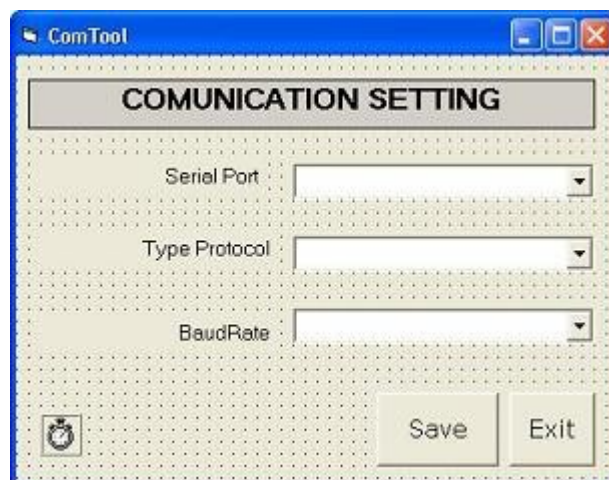 ComTool
COMUNICATION SETTING
Serial Port
Type Protocol
BaudRate
Save Exit